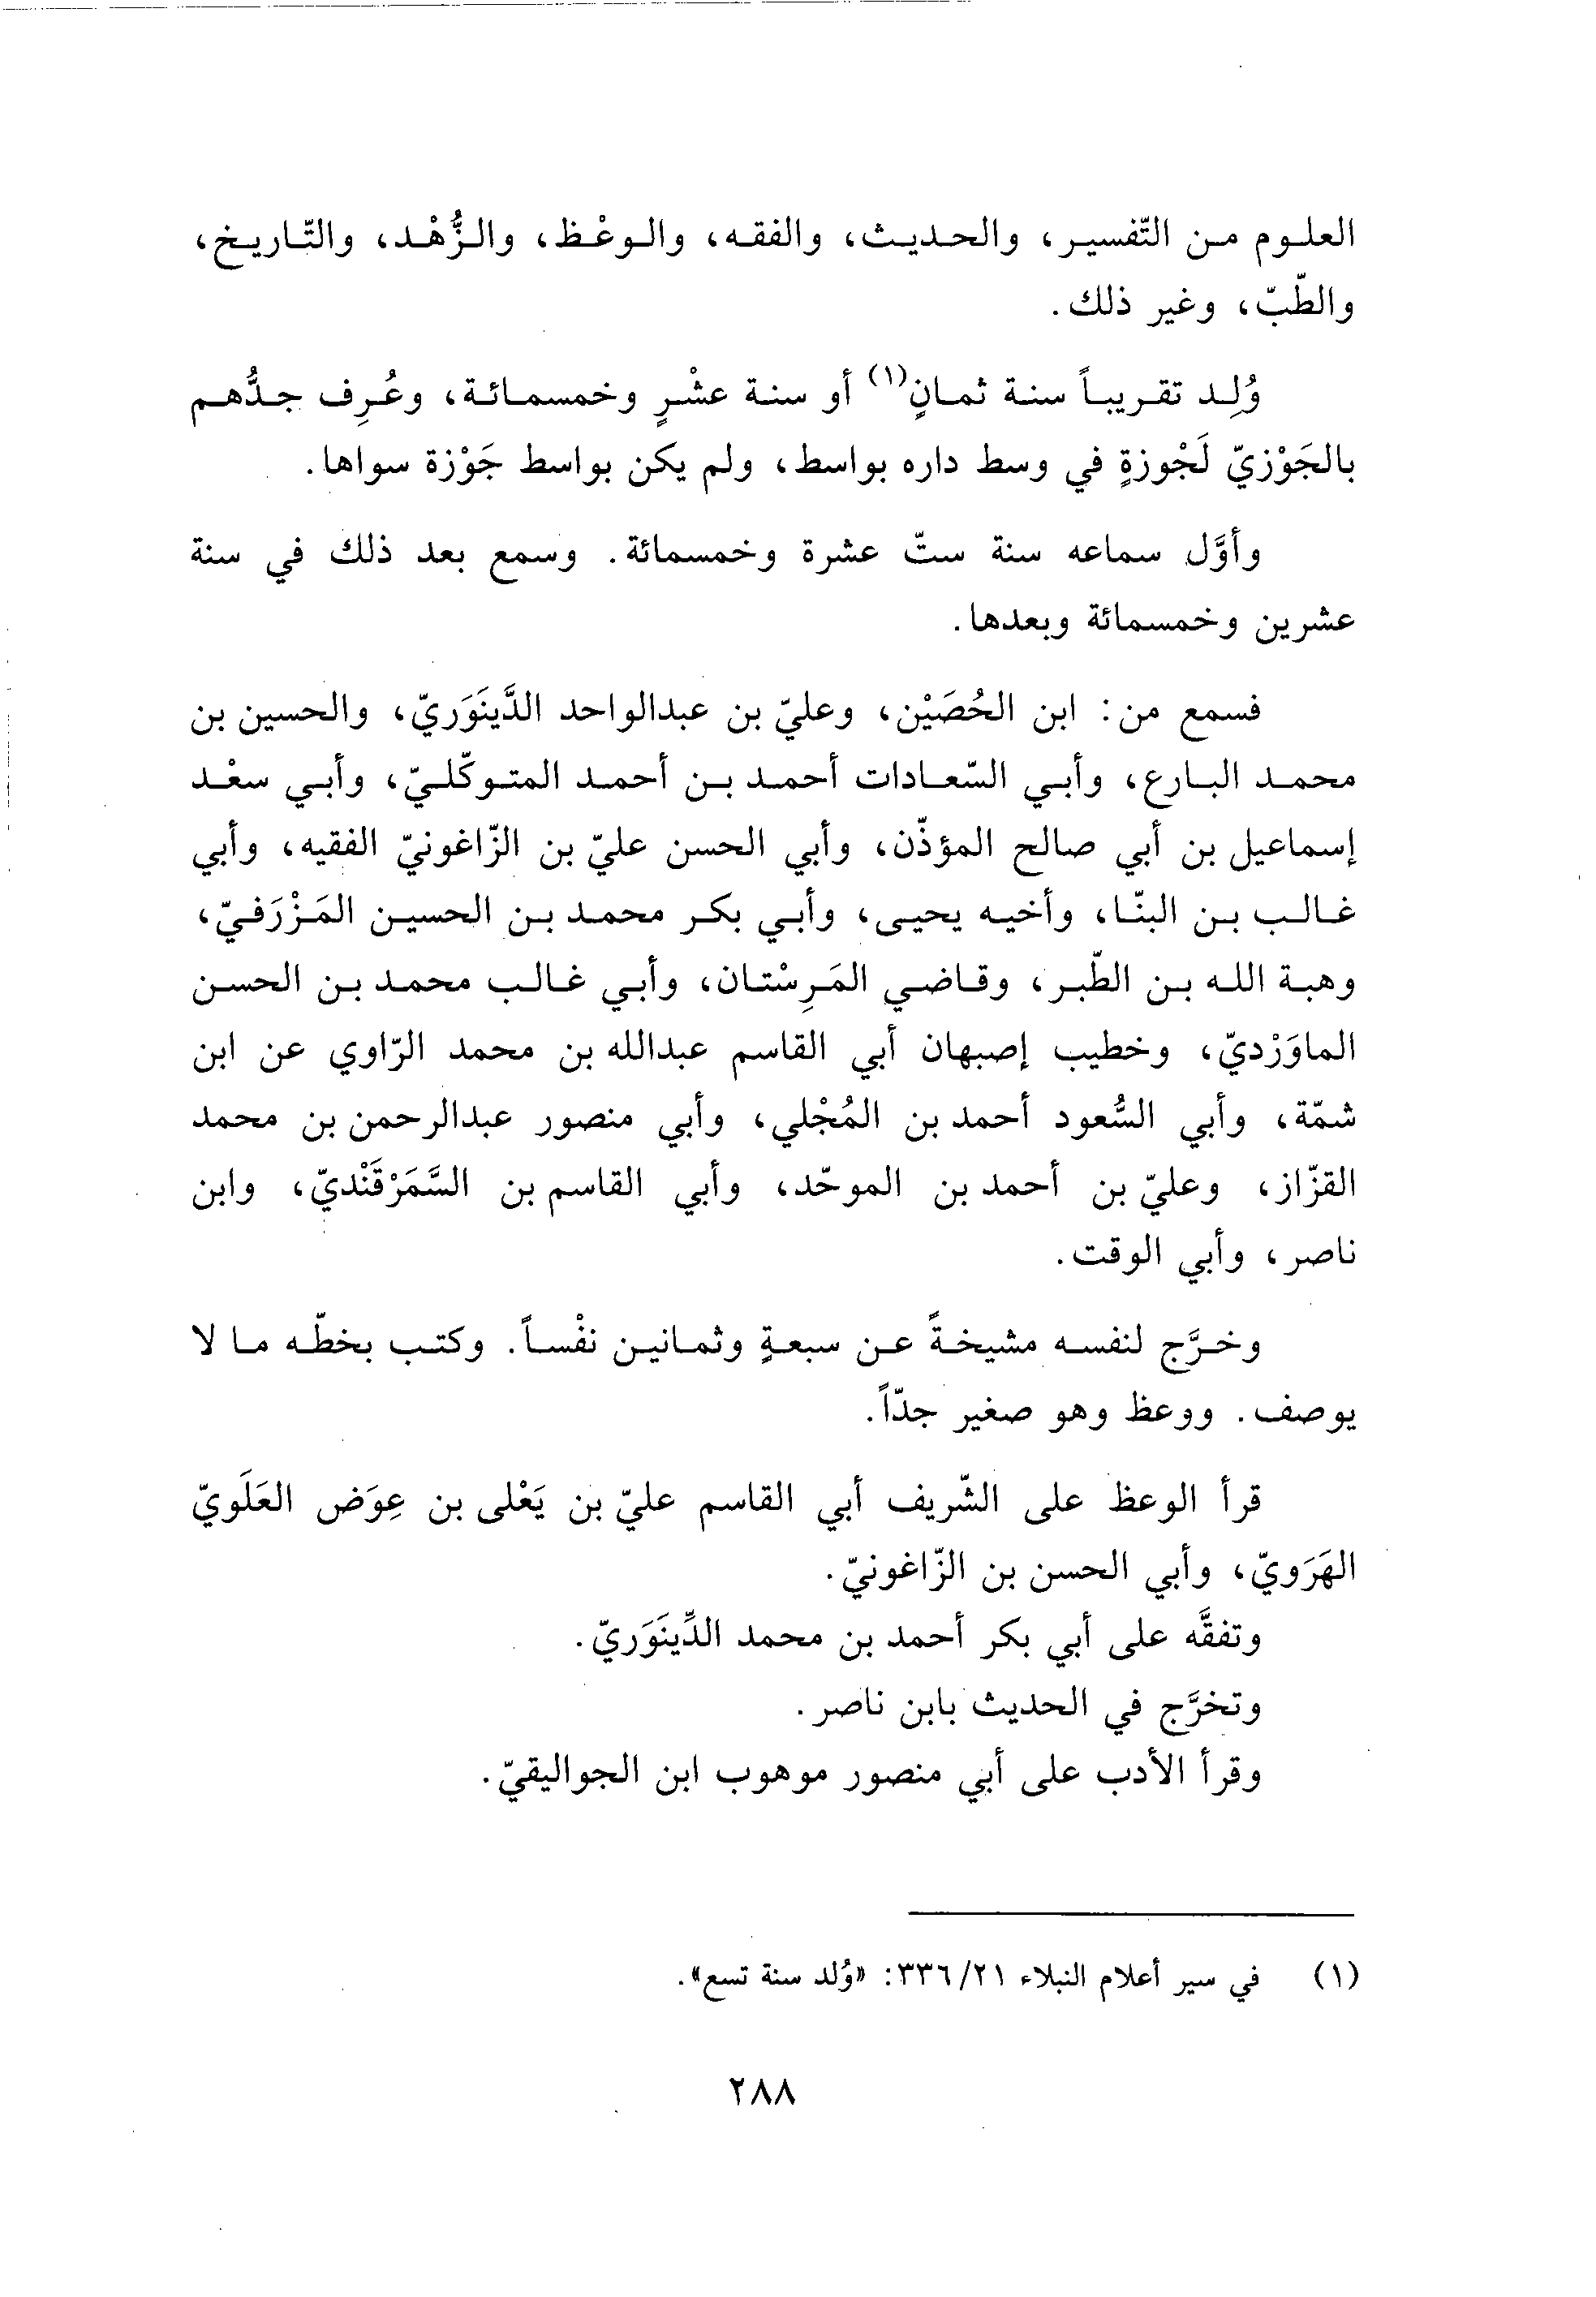 العلوم من التّفسير، والحديث، والفقه، والوعْظ، والزُّهْد، والتّاريخ،
والطّبّ، وغير ذلك.
وُلِد تقريباً سنة ثمانٍ(١) أو سنة عشْرٍ وخمسمائة، وعُرِف جدُّهم
بالجَوْزيّ لَجْوزةٍ في وسط داره بواسط، ولم يكن بواسط جَوْزة سواها.
وأوَّل سماعه سنة ستّ عشرة وخمسمائة. وسمع بعد ذلك في سنة
عشرين وخمسمائة وبعدها.
فسمع من: ابن الحُصَيْن، وعليّ بن عبدالواحد الدَّينَوَريّ، والحسين بن
محمد البارع، وأبي السّعادات أحمد بن أحمد المتوكّليّ، وأبي سعْد
إسماعيل بن أبي صالح المؤذّن، وأبي الحسن عليّ بن الزّاغونيّ الفقيه، وأبي
غالب بن البنّا، وأخيه يحيى، وأبي بكر محمد بن الحسين المَزْرَفيّ،
وهبة الله بن الطّبر، وقاضي المَرِسْتان، وأبي غالب محمد بن الحسن
الماوَرْديّ، وخطيب إصبهان أبي القاسم عبدالله بن محمد الرّاوي عن ابن
شمّة، وأبي السُّعود أحمد بن المُجْلي، وأبي منصور عبدالرحمن بن محمد
القزّاز، وعليّ بن أحمد بن الموحّد، وأبي القاسم بن السَّمَرْقَنْديّ، وابن
ناصر، وأبي الوقت.
وخرَّج لنفسه مشيخةً عن سبعةٍ وثمانين نفْساً. وكتب بخطّه ما لا
يوصف. ووعظ وهو صغير جدّاً.
قرأ الوعظ على الشّريف أبي القاسم عليّ بن يَعْلى بن عِوَض العَلَويّ
الهَرَويّ، وأبي الحسن بن الزّاغونيّ.
وتفقَّه على أبي بكر أحمد بن محمد الدِّينَوَريّ.
وتخرَّج في الحديث بابن ناصر.
وقرأ الأدب على أبي منصور موهوب ابن الجواليقيّ.
(١) في سير أعلام النبلاء ٢١/ ٣٣٦: «وُلد سنة تسع».
٢٨٨